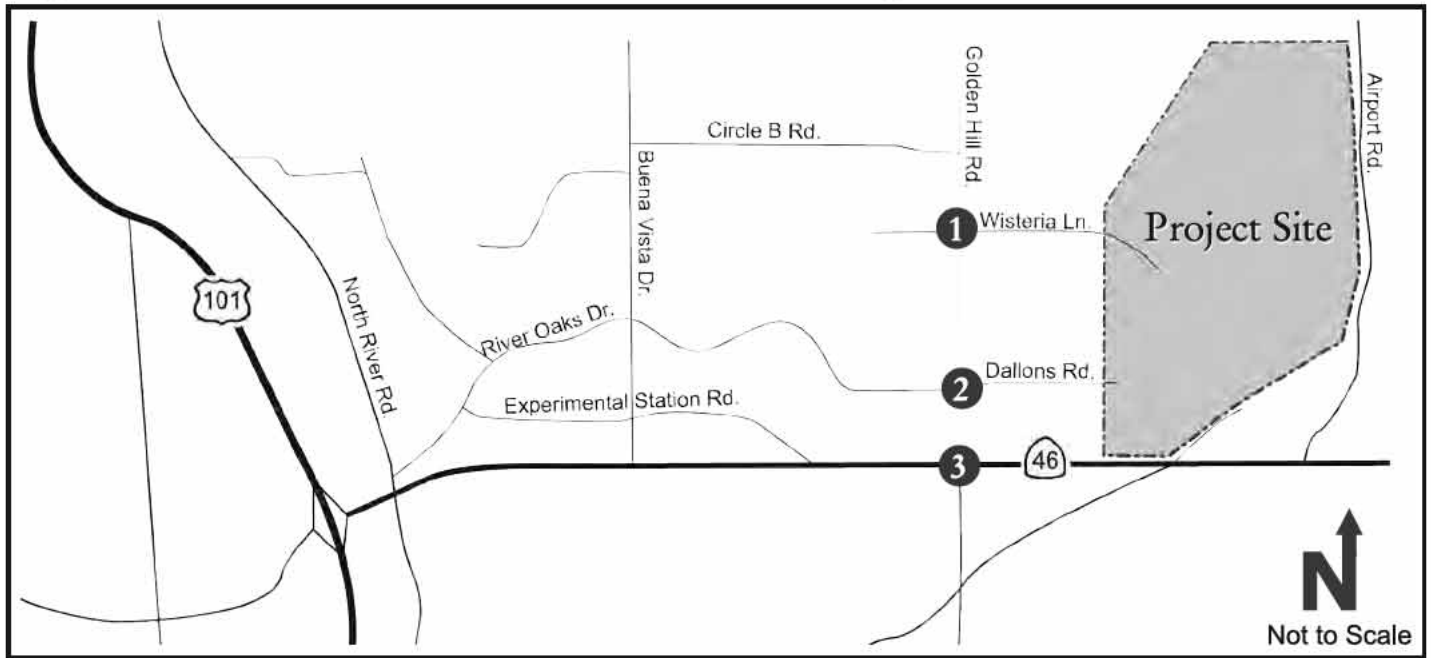 Golden Hill Rd.
Airport Rd.
Circle B Rd.
Buena Vista Dr.
1
Wisteria Ln.
Project Site
101
North River Rd.
River Oaks Dr.
2
Dallons Rd.
Experimental Station Rd.
3
46
N
Not to Scale